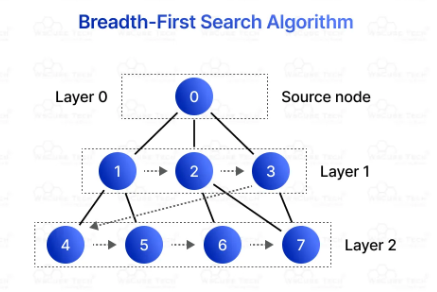 Breadth-First Search Algorithm
Layer 0 0 Source node
1 2 3 Layer 1
4 5 6 7 Layer 2